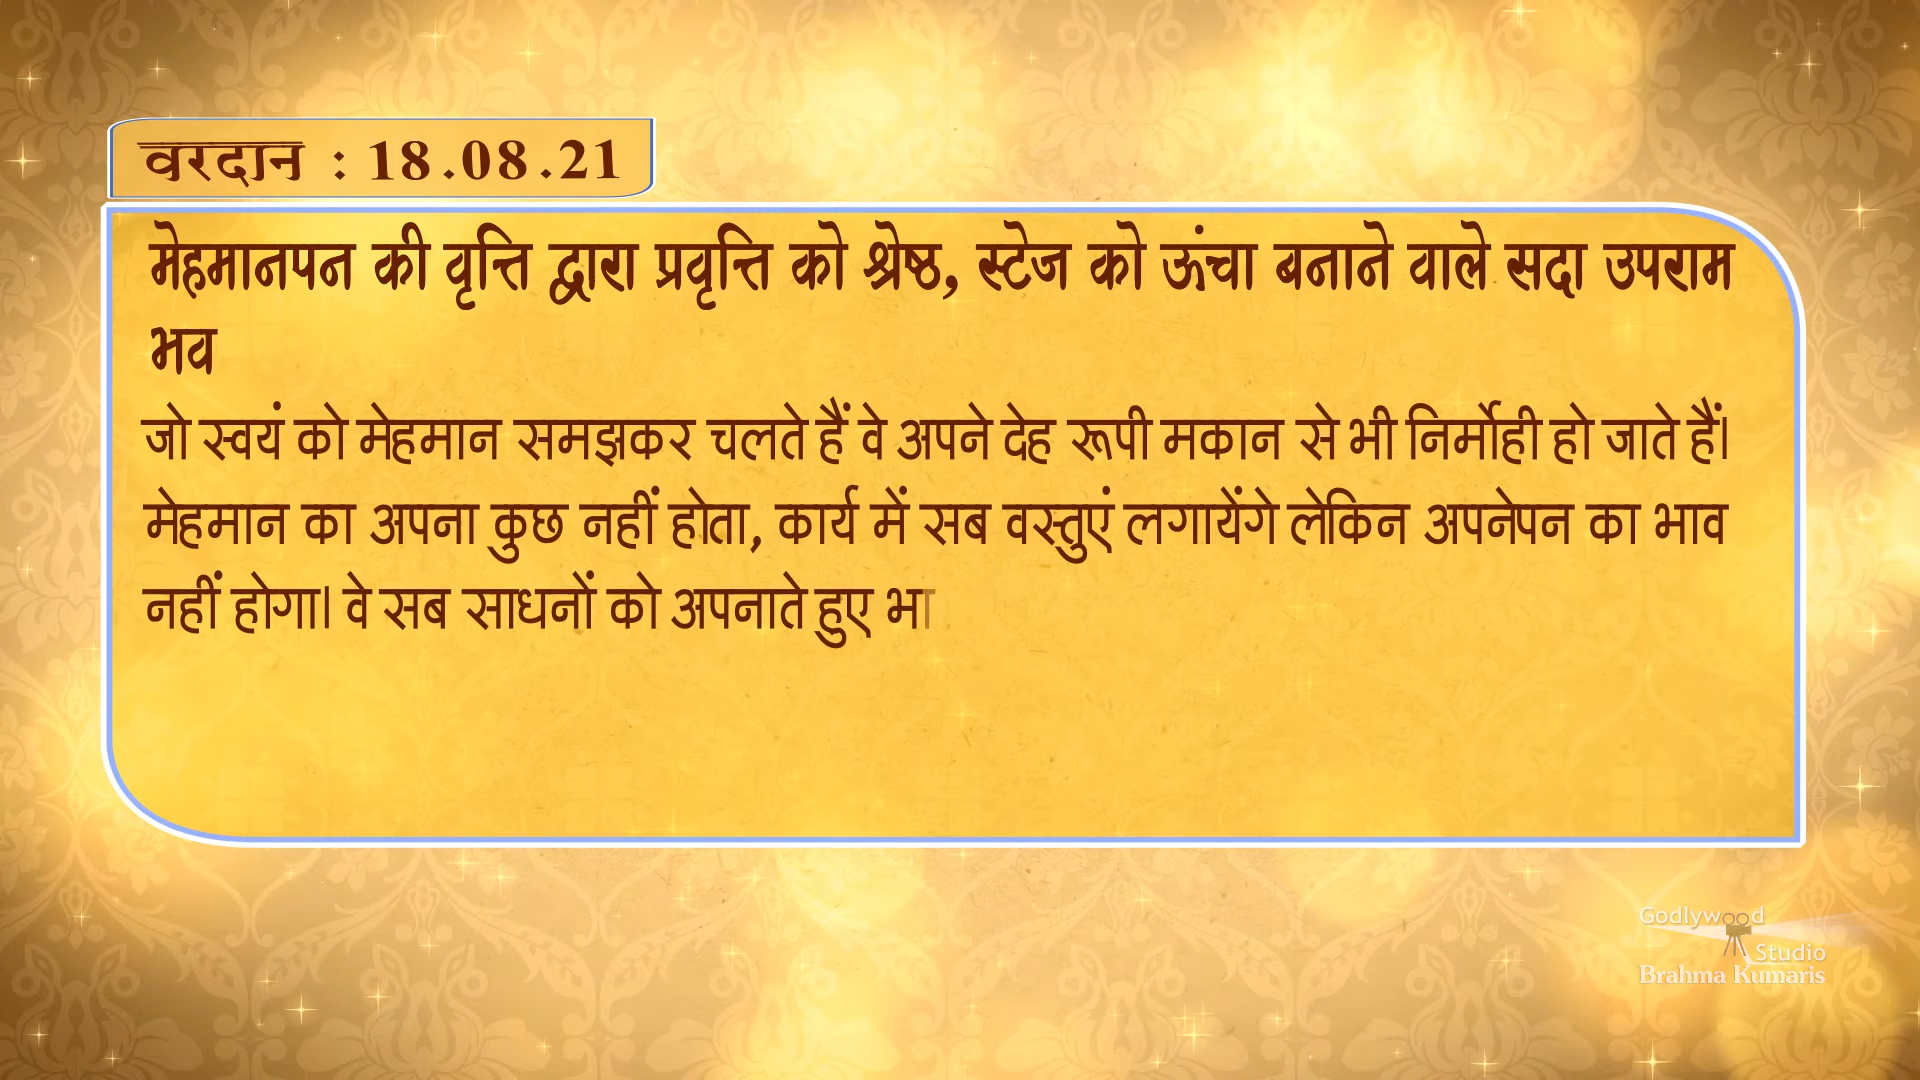 वरदान : 18.08.21
मेहमानपन की वृत्ति द्वारा प्रवृत्ति को श्रेष्ठ, स्टेज को ऊंचा बनाने वाले सदा उपराम
भव
जो स्वयं को मेहमान समझकर चलते हैं वे अपने देह रूपी मकान से भी निर्मोही हो जाते हैं।
मेहमान का अपना कुछ नहीं होता, कार्य में सब वस्तुएं लगायेंगे लेकिन अपनेपन का भाव
नहीं होगा। वे सब साधनों को अपनाते हुए भा
Godlywood
Studio
Brahma Kumaris